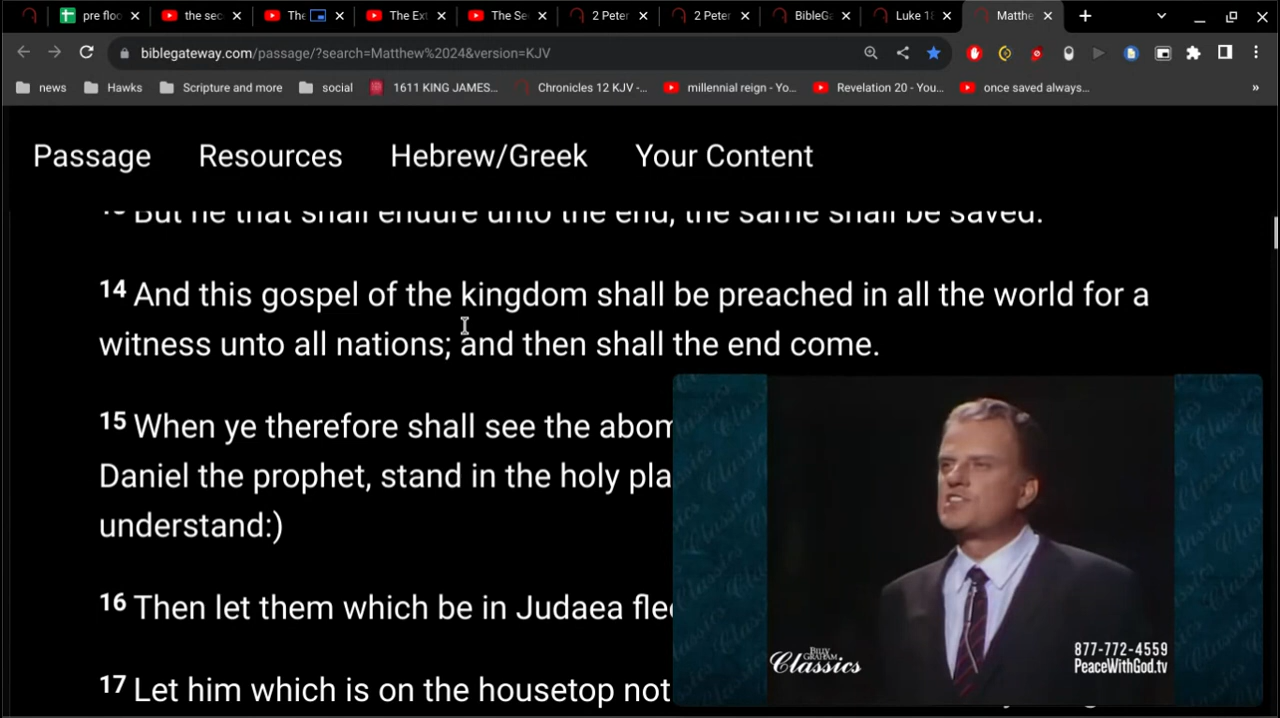 pre floo
the sec
The
The Ex
The Se
2 Peter
2 Peter
BibleGa
Luke 18
Matthe
biblegateway.com/passage/?search=Matthew%2024&version=KJV
news Hawks Scripture and more social 1611 KING JAMES... Chronicles 12 KJV -... millennial reign - Yo... Revelation 20 - You... once saved always... »
Passage Resources Hebrew/Greek Your Content
But he that shall endure unto the end, the same shall be saved.
14 And this gospel of the kingdom shall be preached in all the world for a
witness unto all nations; and then shall the end come.
15 When ye therefore shall see the abom
Daniel the prophet, stand in the holy pla
understand:)
16 Then let them which be in Judaea flee
17 Let him which is on the housetop not
BILLY GRAHAM
Classics
877-772-4559
PeaceWithGod.tv